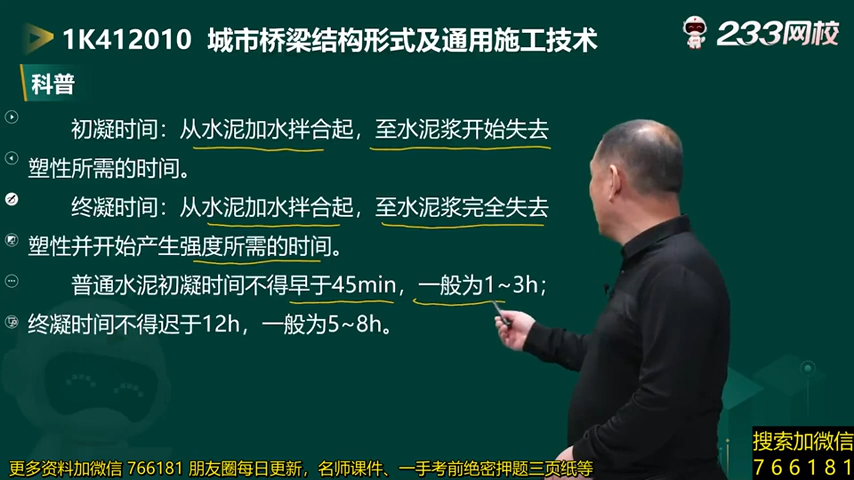 1K412010 城市桥梁结构形式及通用施工技术
233网校
科普
初凝时间：从水泥加水拌合起，至水泥浆开始失去
塑性所需的时间。
终凝时间：从水泥加水拌合起，至水泥浆完全失去
塑性并开始产生强度所需的时间。
普通水泥初凝时间不得早于45min，一般为1~3h；
终凝时间不得迟于12h，一般为5~8h。
搜索加微信
766181
更多资料加微信 766181 朋友圈每日更新，名师课件、一手考前绝密押题三页纸等